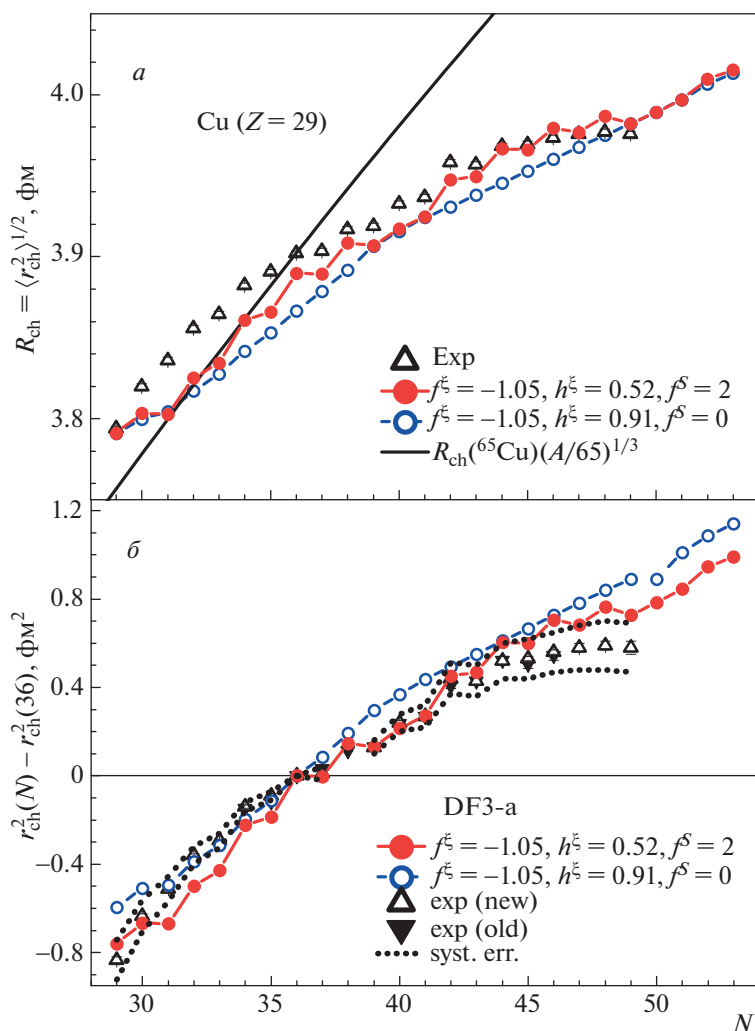 а
Cu (Z = 29)
4.0
3.9
3.8
R_ch = ⟨r²_ch⟩^1/2, фм
Exp
f^ξ = −1.05, h^ξ = 0.52, f^S = 2
f^ξ = −1.05, h^ξ = 0.91, f^S = 0
R_ch(⁶⁵Cu)(A/65)^1/3
б
1.2
0.8
0.4
0
−0.4
−0.8
r²_ch(N) − r²_ch(36), фм²
DF3-a
f^ξ = −1.05, h^ξ = 0.52, f^S = 2
f^ξ = −1.05, h^ξ = 0.91, f^S = 0
exp (new)
exp (old)
syst. err.
30 35 40 45 50 N